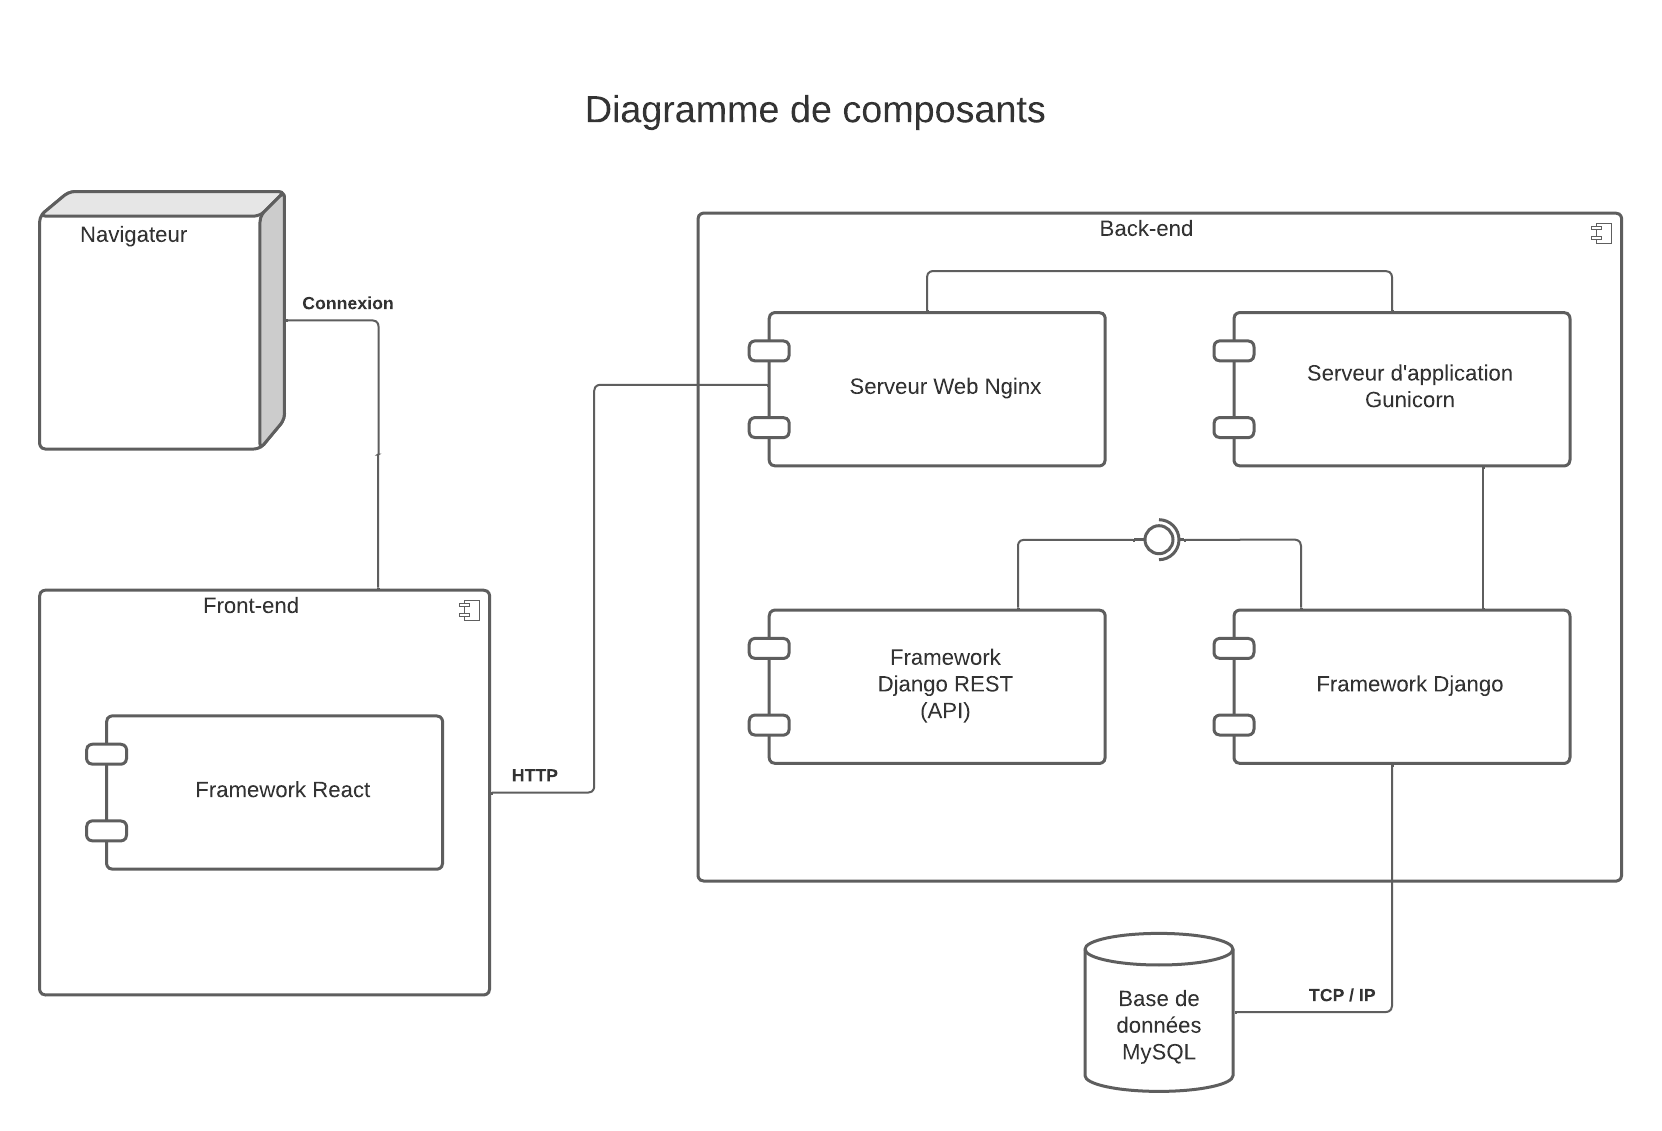 Diagramme de composants
Navigateur
Connexion
Back-end
Serveur Web Nginx
Serveur d'application
Gunicorn
Front-end
Framework React
HTTP
Framework
Django REST
(API)
Framework Django
TCP / IP
Base de
données
MySQL